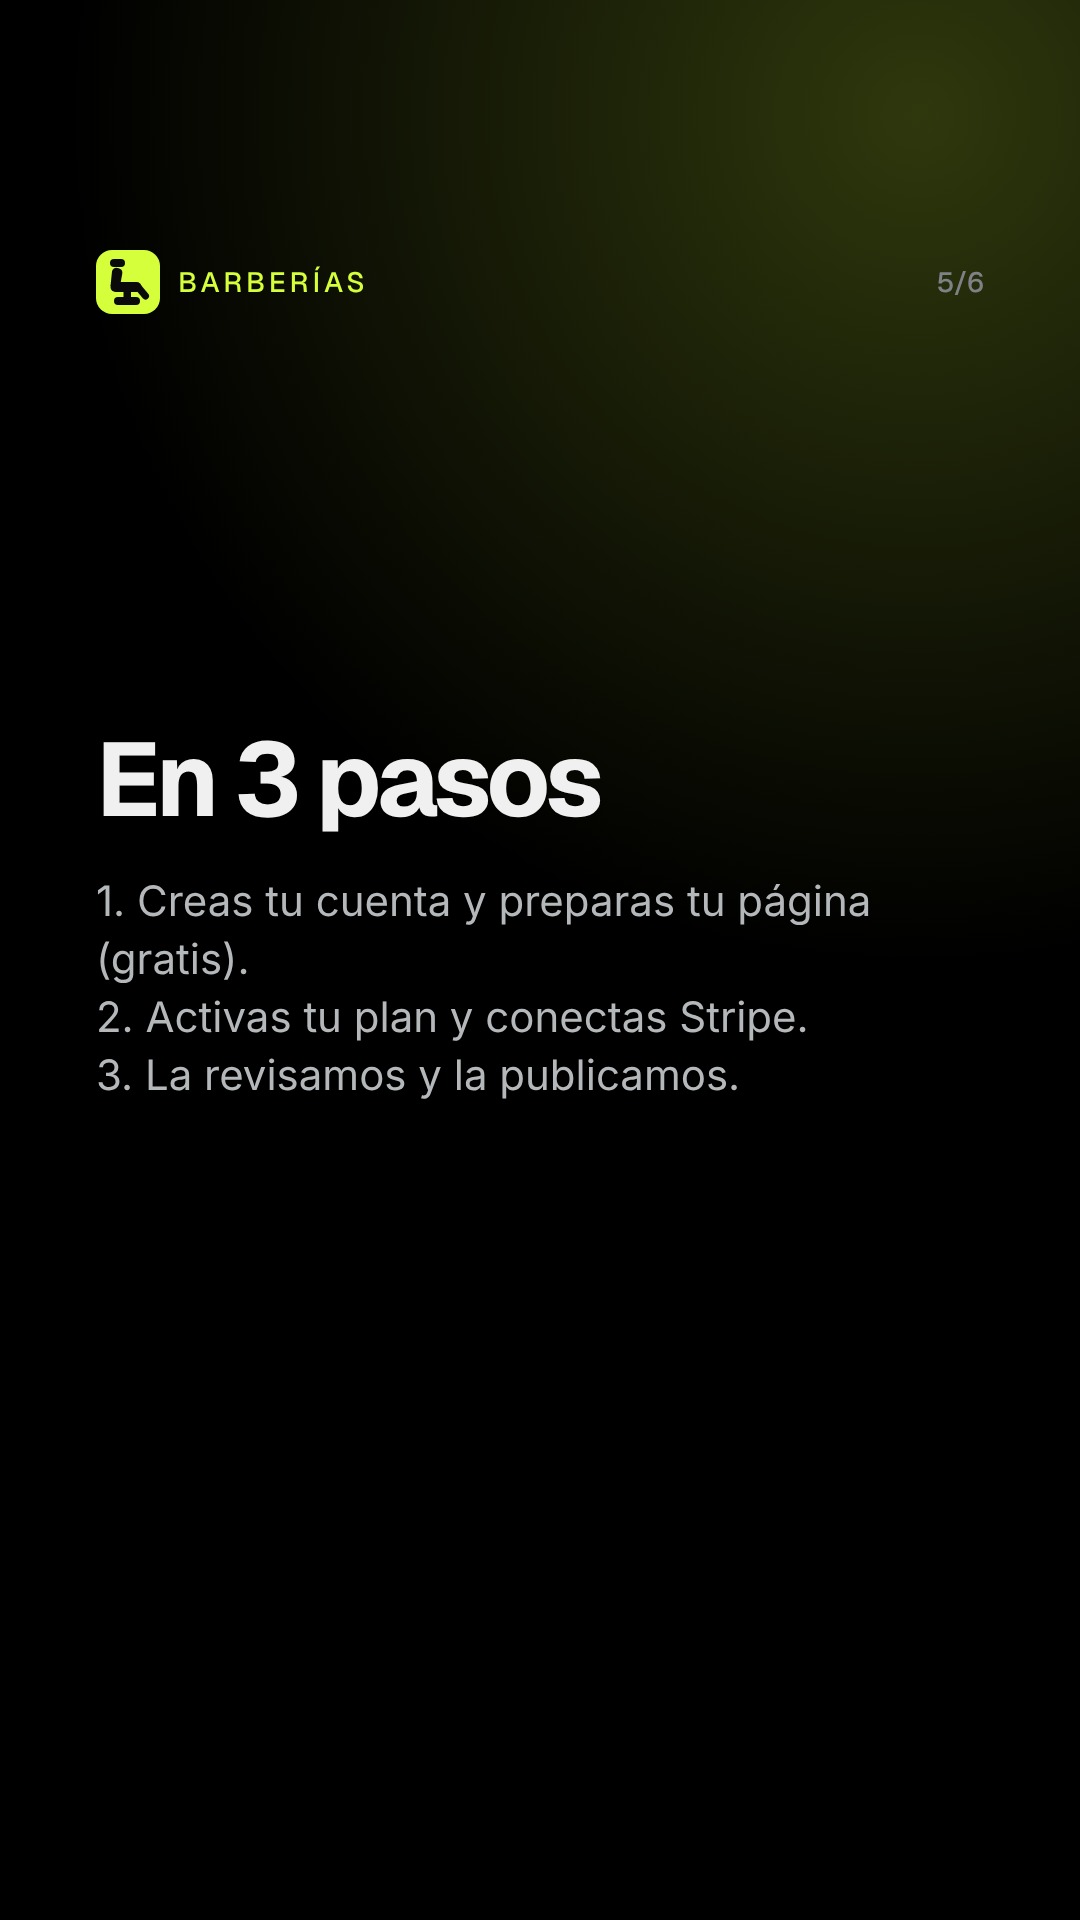 BARBERÍAS
5/6
En 3 pasos
1. Creas tu cuenta y preparas tu página
(gratis).
2. Activas tu plan y conectas Stripe.
3. La revisamos y la publicamos.